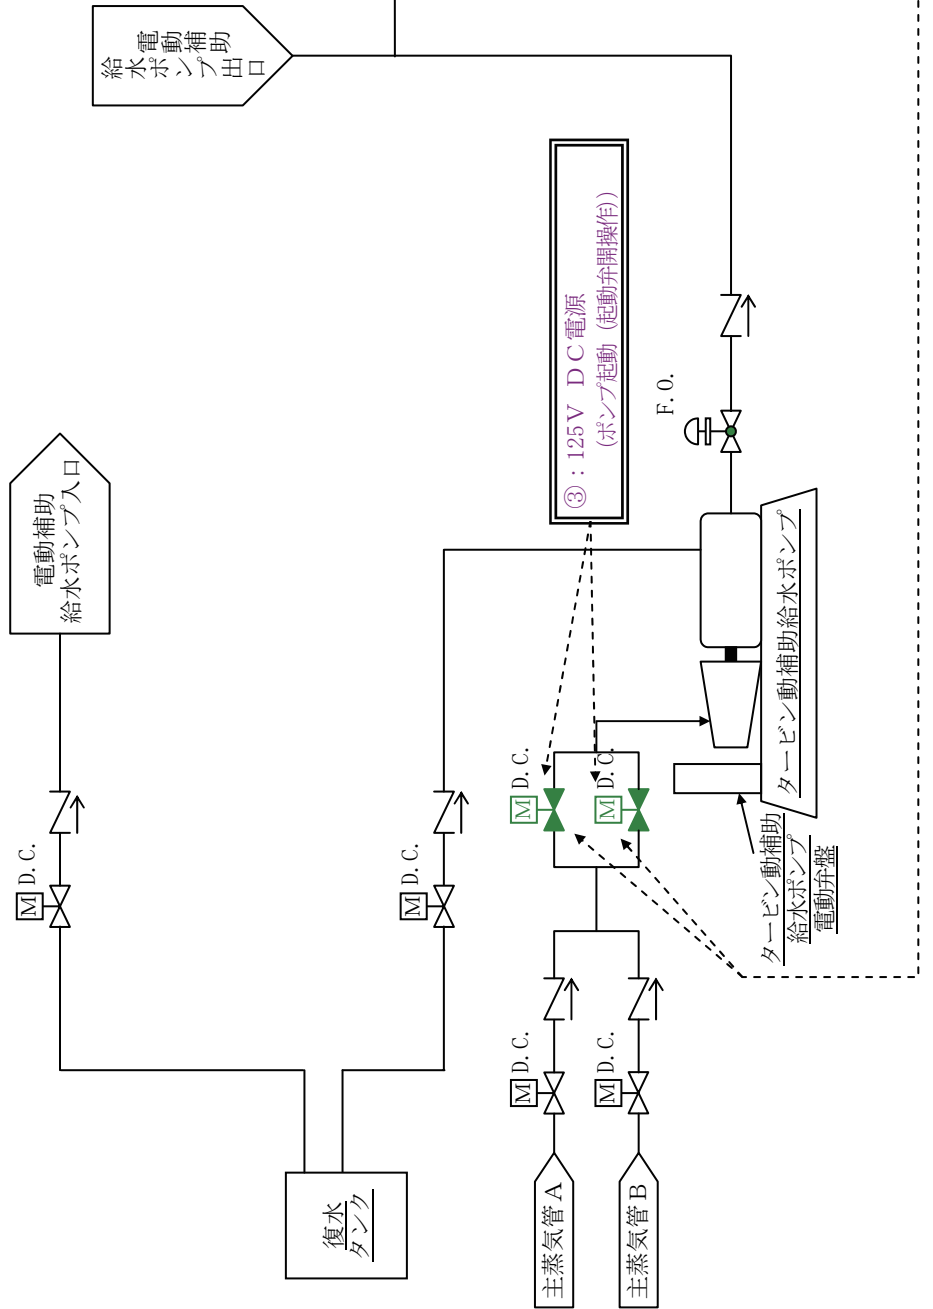 電動補助
給水ポンプ出口
電動補助
給水ポンプ入口
③：125V DC電源
(ポンプ起動（起動弁開操作）)
F.O.
M
D.C.
M
D.C.
M
D.C.
M
D.C.
M
D.C.
M
D.C.
タービン動補助給水ポンプ
タービン動補助
給水ポンプ
電動弁盤
復水
タンク
主蒸気管A
主蒸気管B